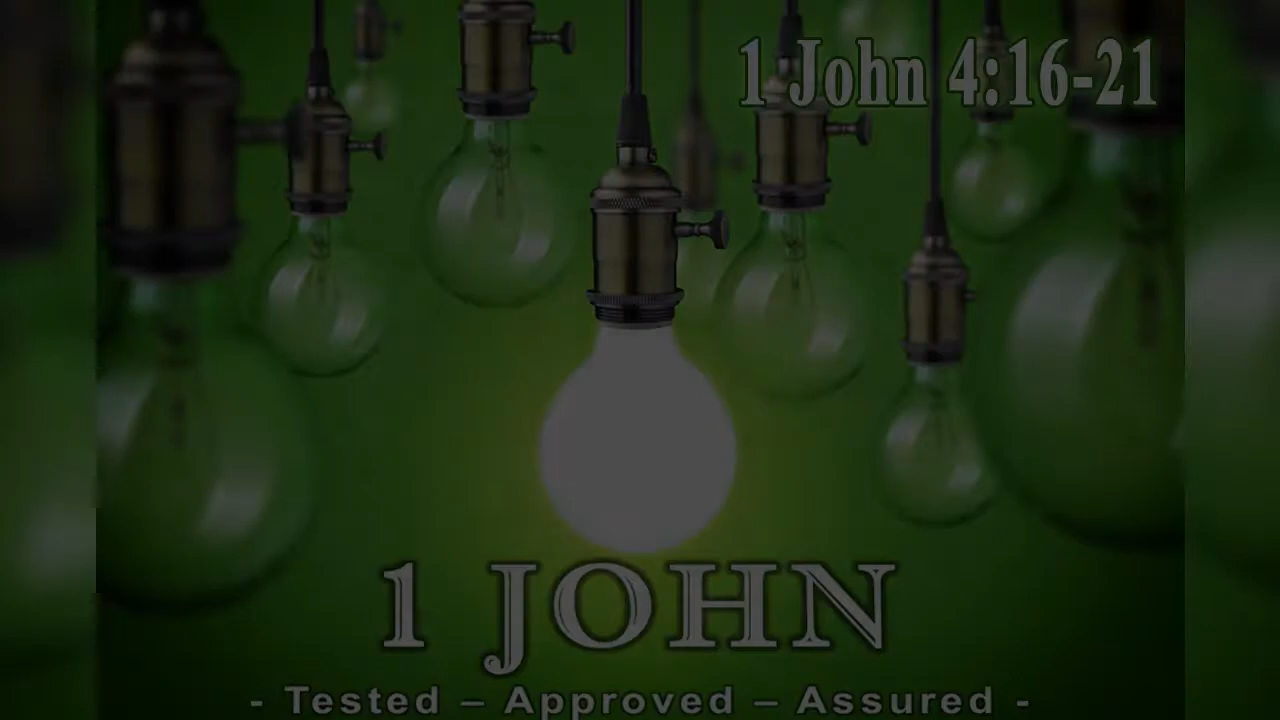 1 John 4:16-21
1 JOHN
- Tested – Approved – Assured -